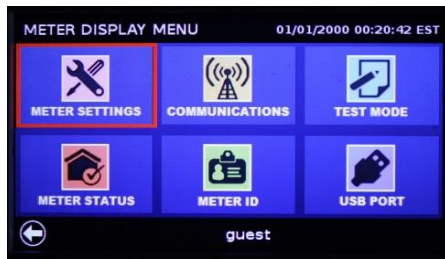 METER DISPLAY MENU 01/01/2000 00:20:42 EST
METER SETTINGS COMMUNICATIONS TEST MODE
METER STATUS METER ID USB PORT
guest